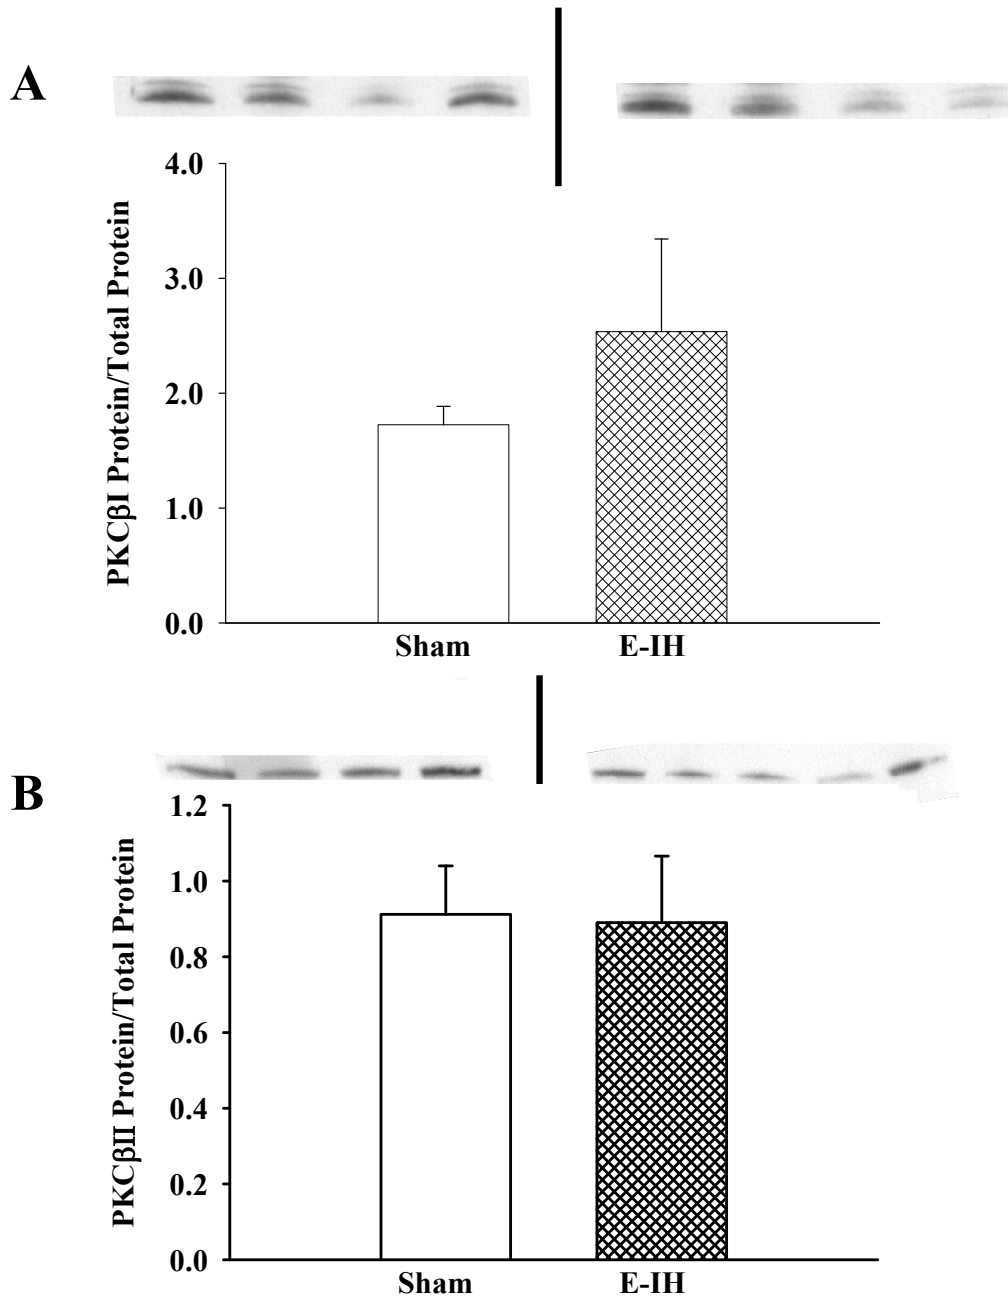 A
4.0
3.0
2.0
1.0
0.0
PKCβI Protein/Total Protein
Sham E-IH
B
1.2
1.0
0.8
0.6
0.4
0.2
0.0
PKCβII Protein/Total Protein
Sham E-IH